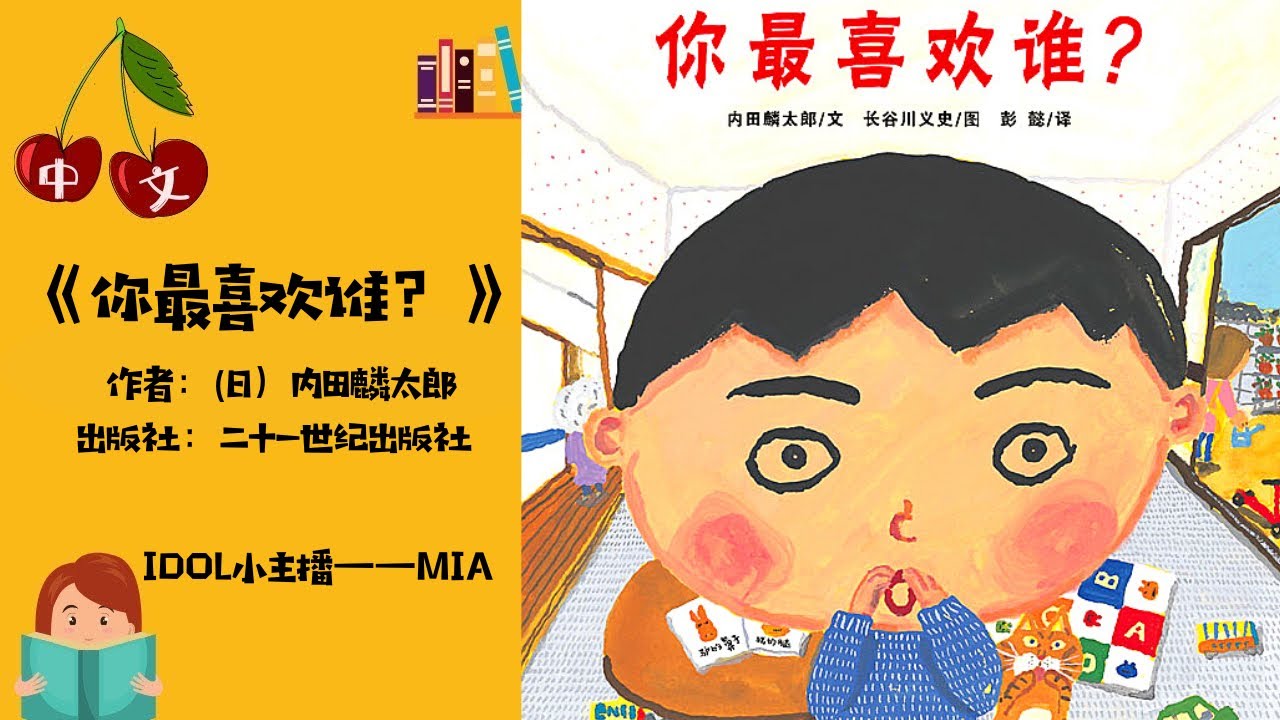 中文
《你最喜欢谁？》
作者：（日）内田麟太郎
出版社：二十一世纪出版社
IDOL小主播——MIA
你最喜欢谁？
内田麟太郎/文 长谷川义史/图 彭 懿/译
B
A